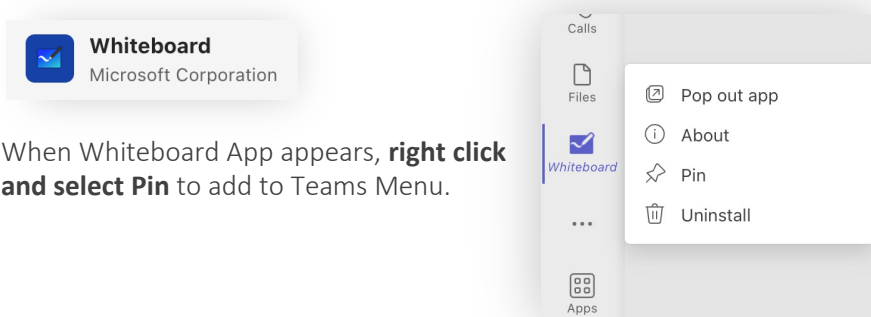 Whiteboard
Microsoft Corporation
When Whiteboard App appears, right click
and select Pin to add to Teams Menu.
Calls
Files
Whiteboard
Apps
Pop out app
About
Pin
Uninstall